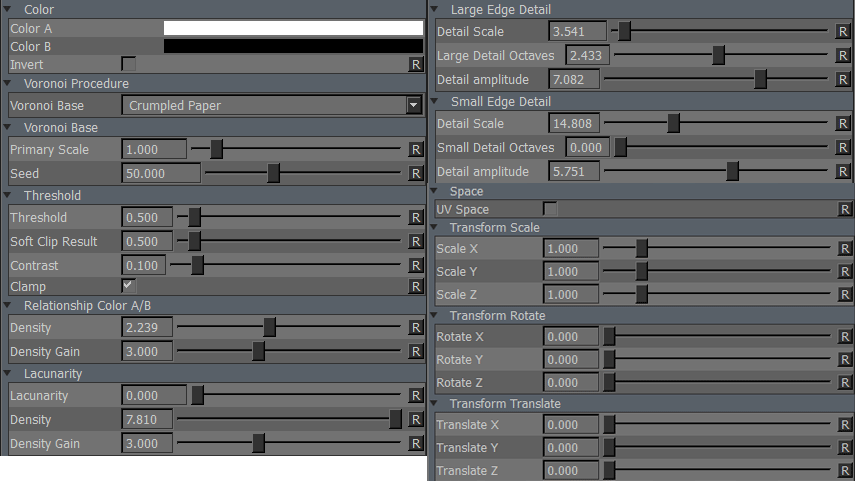 Color
Color A
Color B
Invert R
Voronoi Procedure
Voronoi Base Crumpled Paper
Voronoi Base
Primary Scale 1.000 R
Seed 50.000 R
Threshold
Threshold 0.500 R
Soft Clip Result 0.500 R
Contrast 0.100 R
Clamp R
Relationship Color A/B
Density 2.239 R
Density Gain 3.000 R
Lacunarity
Lacunarity 0.000 R
Density 7.810 R
Density Gain 3.000 R
Large Edge Detail
Detail Scale 3.541 R
Large Detail Octaves 2.433 R
Detail amplitude 7.082 R
Small Edge Detail
Detail Scale 14.808 R
Small Detail Octaves 0.000 R
Detail amplitude 5.751 R
Space
UV Space R
Transform Scale
Scale X 1.000 R
Scale Y 1.000 R
Scale Z 1.000 R
Transform Rotate
Rotate X 0.000 R
Rotate Y 0.000 R
Rotate Z 0.000 R
Transform Translate
Translate X 0.000 R
Translate Y 0.000 R
Translate Z 0.000 R